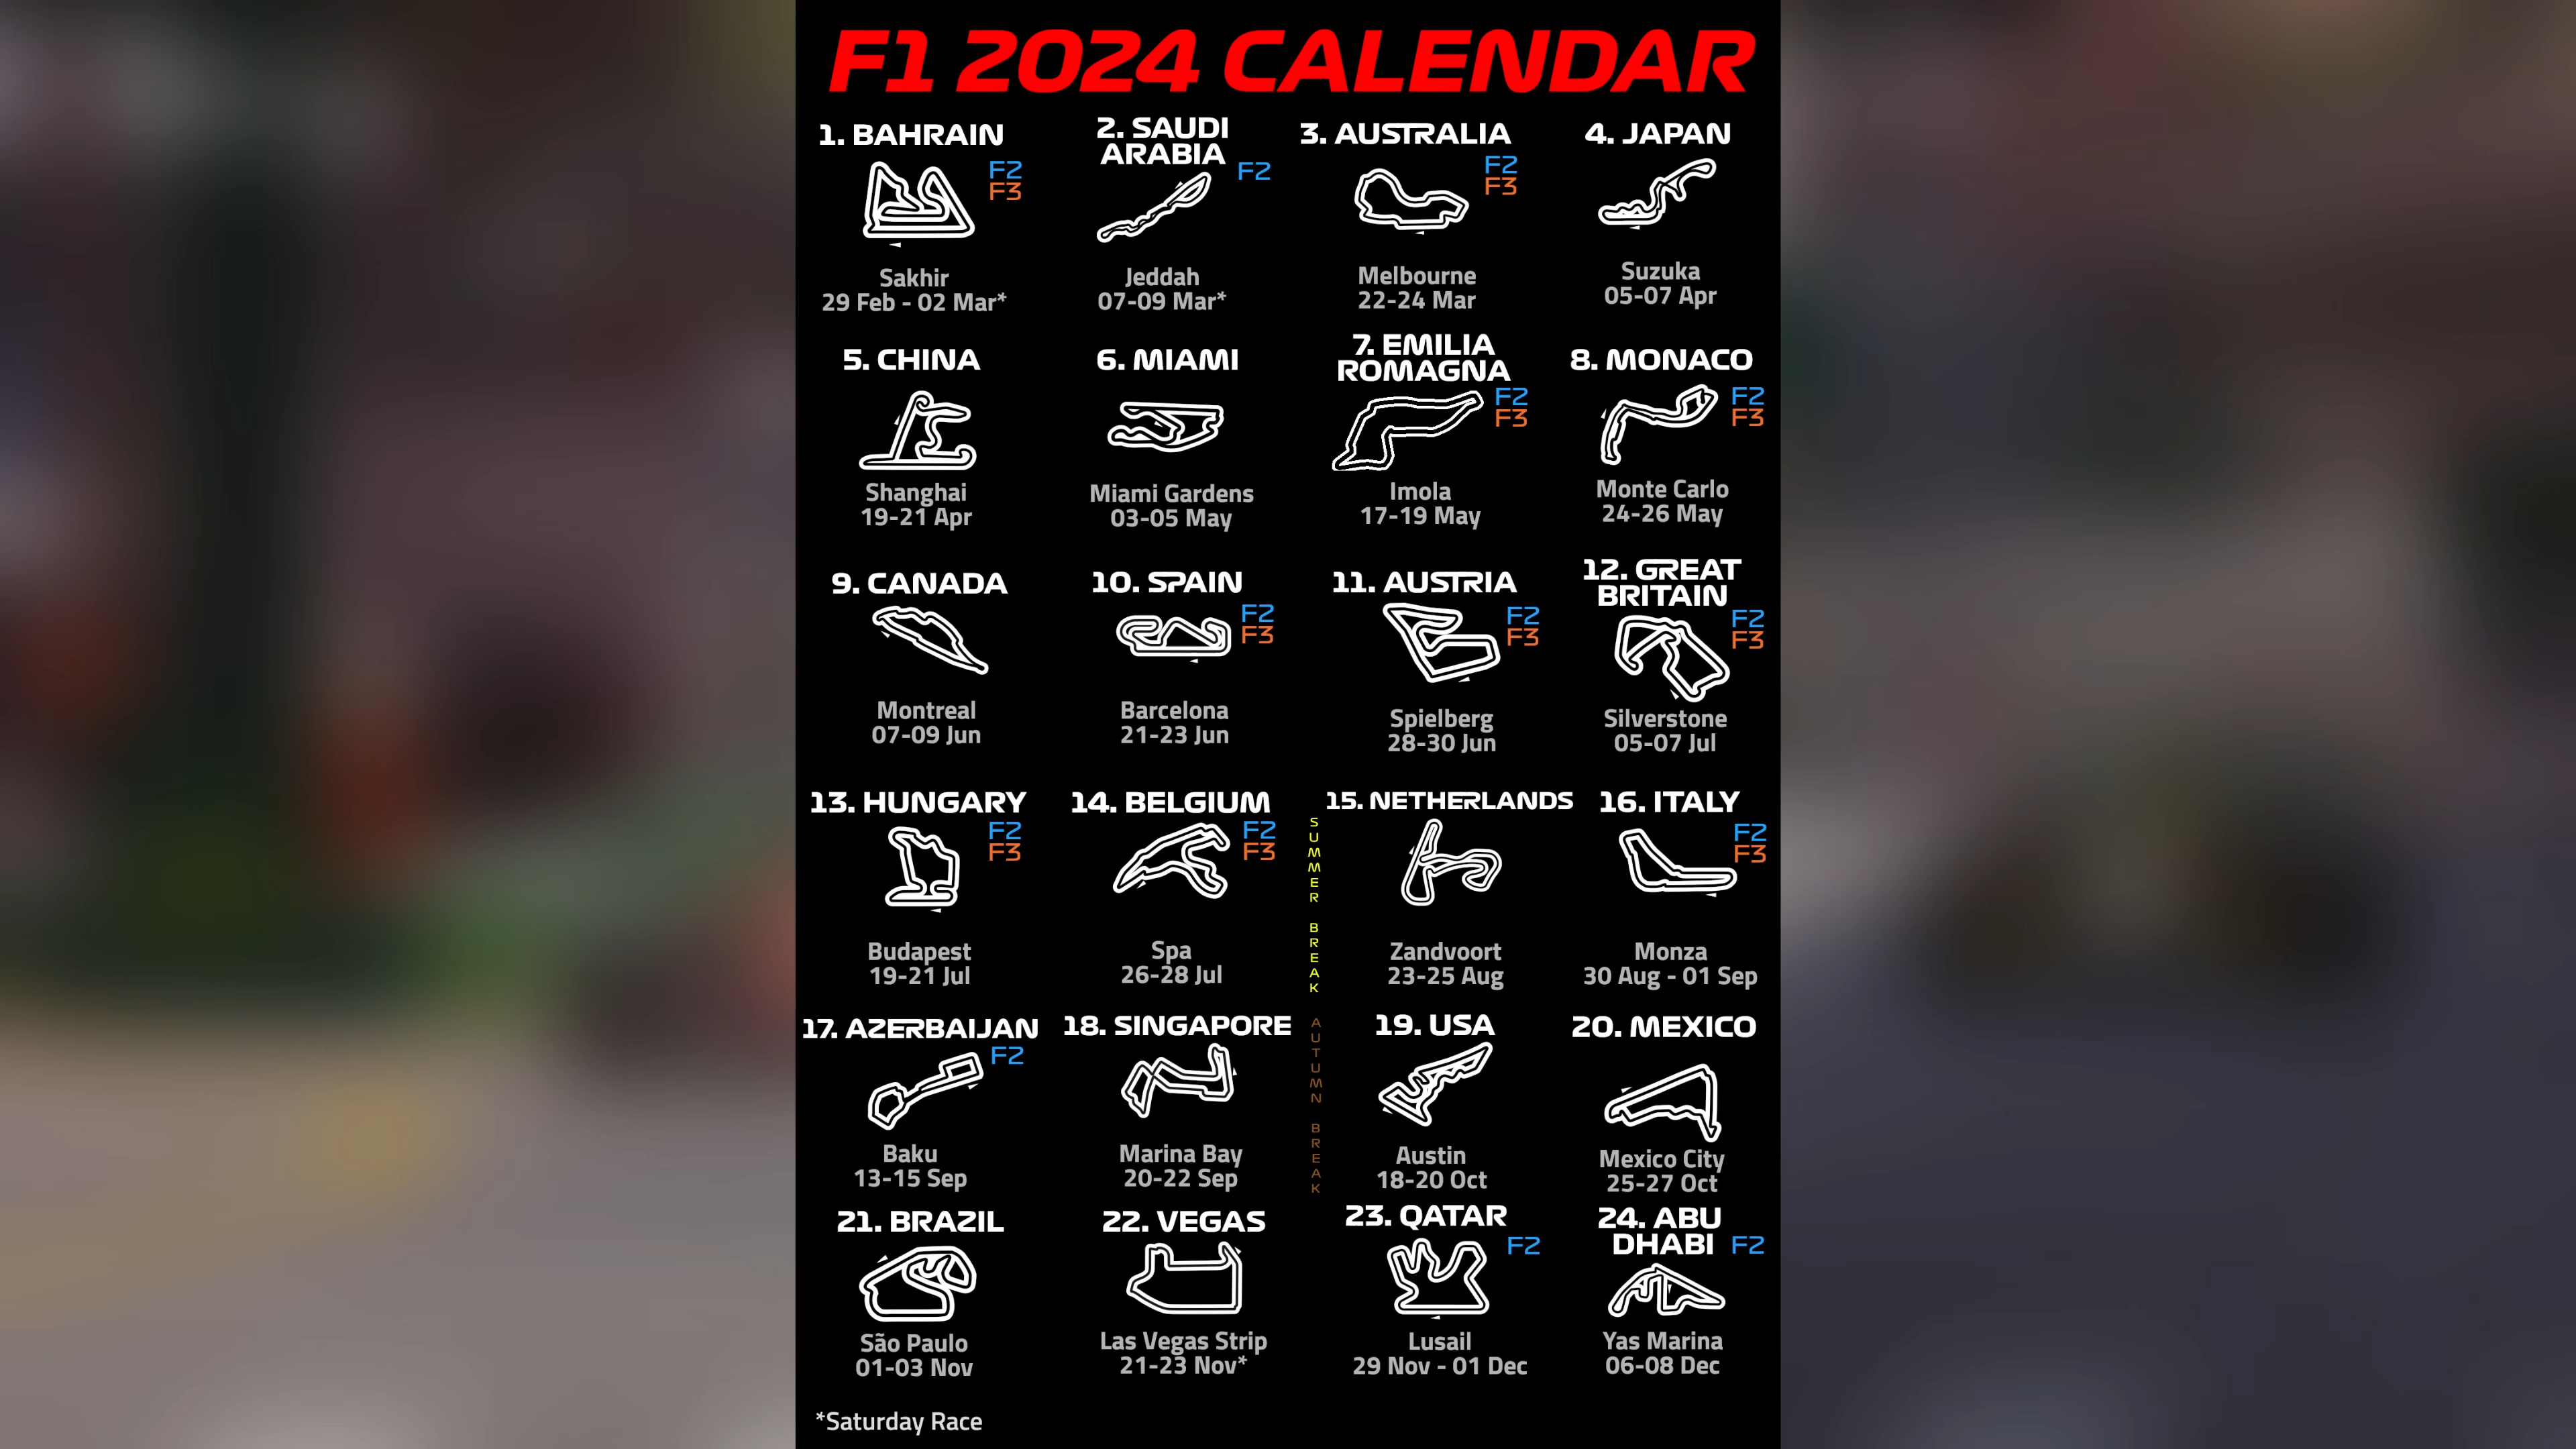 F1 2024 CALENDAR
1. BAHRAIN
F2
F3
Sakhir
29 Feb - 02 Mar*
2. SAUDI
ARABIA
F2
Jeddah
07-09 Mar*
3. AUSTRALIA
F2
F3
Melbourne
22-24 Mar
4. JAPAN
Suzuka
05-07 Apr
5. CHINA
Shanghai
19-21 Apr
6. MIAMI
Miami Gardens
03-05 May
7. EMILIA
ROMAGNA
F2
F3
Imola
17-19 May
8. MONACO
F2
F3
Monte Carlo
24-26 May
9. CANADA
Montreal
07-09 Jun
10. SPAIN
F2
F3
Barcelona
21-23 Jun
11. AUSTRIA
F2
F3
Spielberg
28-30 Jun
12. GREAT
BRITAIN
F2
F3
Silverstone
05-07 Jul
13. HUNGARY
F2
F3
Budapest
19-21 Jul
14. BELGIUM
F2
F3
Spa
26-28 Jul
SUMMER BREAK
15. NETHERLANDS
Zandvoort
23-25 Aug
16. ITALY
F2
F3
Monza
30 Aug - 01 Sep
17. AZERBAIJAN
F2
Baku
13-15 Sep
18. SINGAPORE
Marina Bay
20-22 Sep
AUTUMN BREAK
19. USA
Austin
18-20 Oct
20. MEXICO
Mexico City
25-27 Oct
21. BRAZIL
São Paulo
01-03 Nov
22. VEGAS
Las Vegas Strip
21-23 Nov*
23. QATAR
F2
Lusail
29 Nov - 01 Dec
24. ABU
DHABI
F2
Yas Marina
06-08 Dec
*Saturday Race